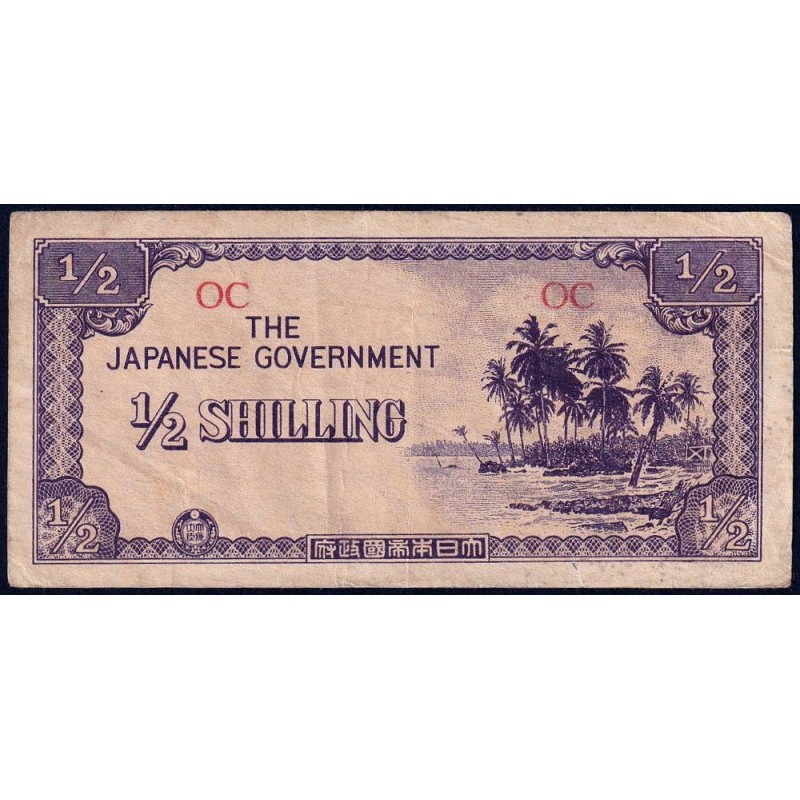 1/2 1/2
OC OC
THE
JAPANESE GOVERNMENT
1/2 SHILLING
1/2 1/2
府政國帝本日大